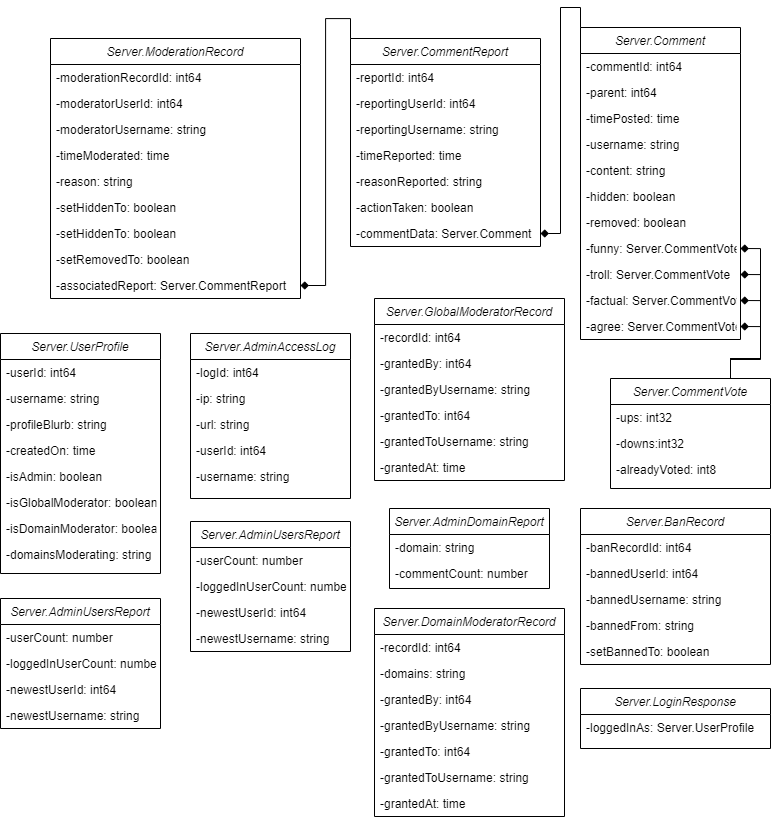 Server.ModerationRecord
-moderationRecordId: int64
-moderatorUserId: int64
-moderatorUsername: string
-timeModerated: time
-reason: string
-setHiddenTo: boolean
-setHiddenTo: boolean
-setRemovedTo: boolean
-associatedReport: Server.CommentReport
Server.CommentReport
-reportId: int64
-reportingUserId: int64
-reportingUsername: string
-timeReported: time
-reasonReported: string
-actionTaken: boolean
-commentData: Server.Comment
Server.Comment
-commentId: int64
-parent: int64
-timePosted: time
-username: string
-content: string
-hidden: boolean
-removed: boolean
-funny: Server.CommentVote
-troll: Server.CommentVote
-factual: Server.CommentVo
-agree: Server.CommentVote
Server.UserProfile
-userId: int64
-username: string
-profileBlurb: string
-createdOn: time
-isAdmin: boolean
-isGlobalModerator: boolean
-isDomainModerator: boolea
-domainsModerating: string
Server.AdminAccessLog
-logId: int64
-ip: string
-url: string
-userId: int64
-username: string
Server.GlobalModeratorRecord
-recordId: int64
-grantedBy: int64
-grantedByUsername: string
-grantedTo: int64
-grantedToUsername: string
-grantedAt: time
Server.CommentVote
-ups: int32
-downs:int32
-alreadyVoted: int8
Server.AdminUsersReport
-userCount: number
-loggedInUserCount: numbe
-newestUserId: int64
-newestUsername: string
Server.AdminDomainReport
-domain: string
-commentCount: number
Server.BanRecord
-banRecordId: int64
-bannedUserId: int64
-bannedUsername: string
-bannedFrom: string
-setBannedTo: boolean
Server.AdminUsersReport
-userCount: number
-loggedInUserCount: numbe
-newestUserId: int64
-newestUsername: string
Server.DomainModeratorRecord
-recordId: int64
-domains: string
-grantedBy: int64
-grantedByUsername: string
-grantedTo: int64
-grantedToUsername: string
-grantedAt: time
Server.LoginResponse
-loggedInAs: Server.UserProfile